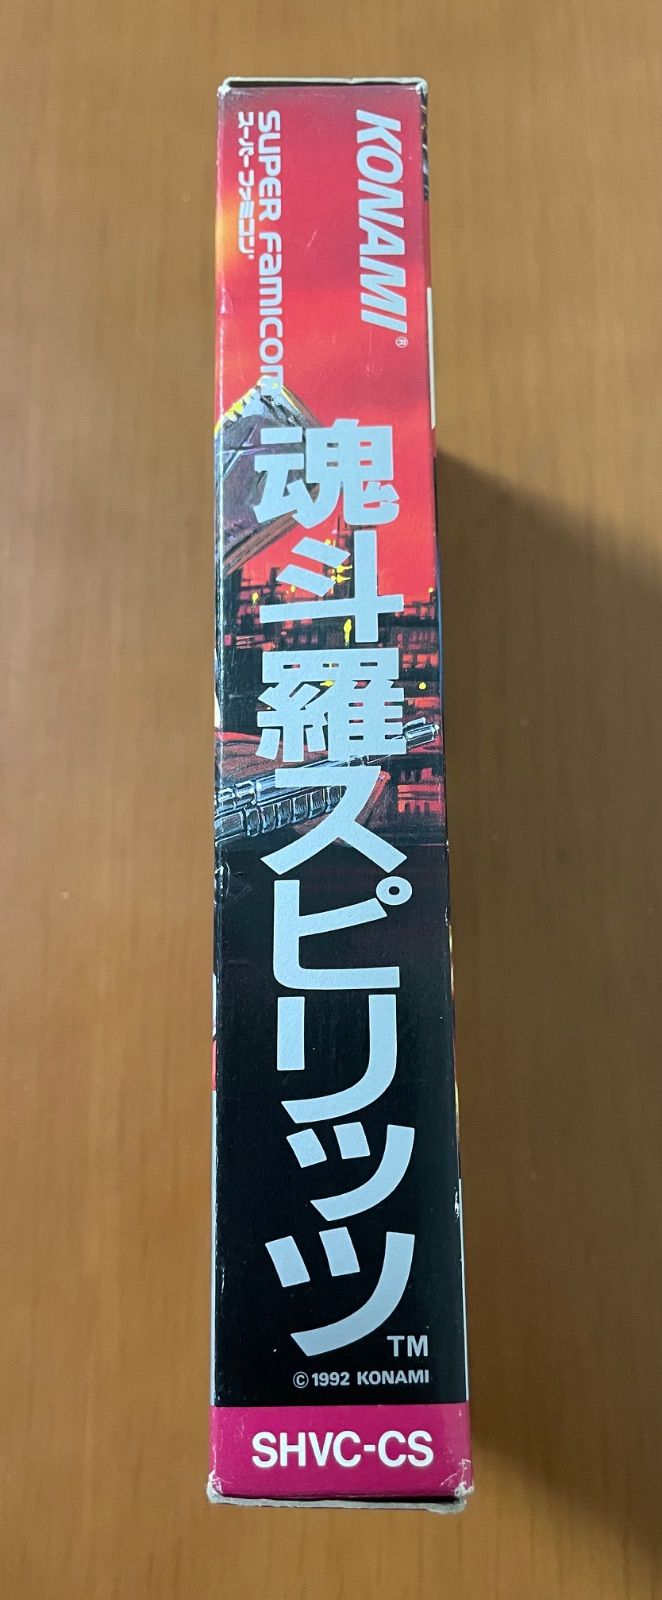 KONAMI®
SUPER Famicom
スーパーファミコン
魂斗羅スピリッツ
TM
© 1992 KONAMI
SHVC-CS